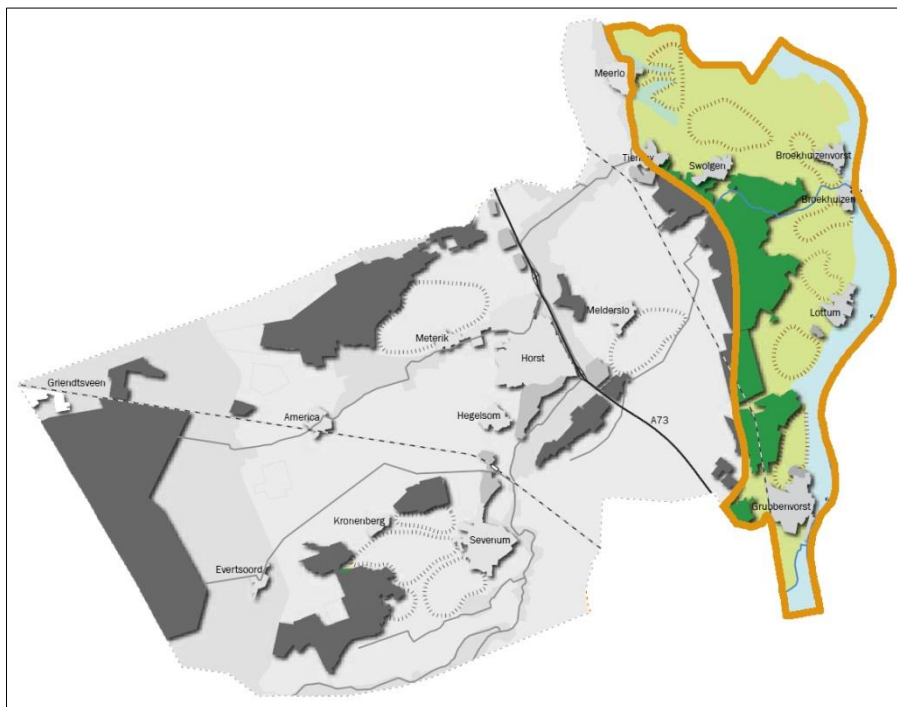 Meerlo
Tienray
Swolgen
Broekhuizenvorst
Broekhuizen
Melderslo
Lottum
Meterik
Horst
Griendtsveen
America
Hegelsom
A73
Grubbenvorst
Kronenberg
Sevenum
Evertsoord